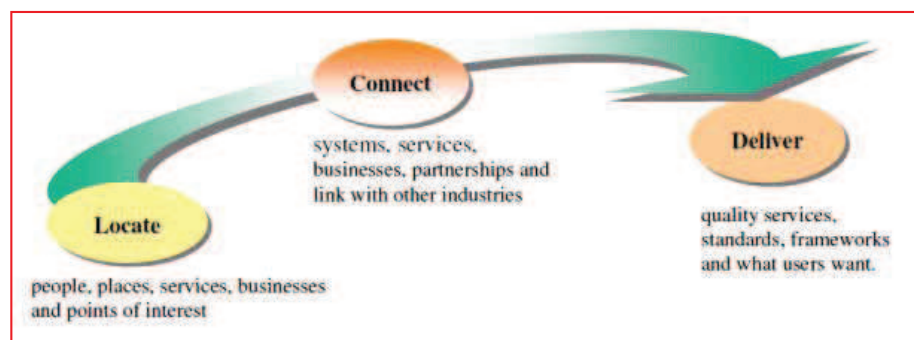 Connect
systems, services,
businesses, partnerships and
link with other industries
Deliver
quality services,
standards, frameworks
and what users want.
Locate
people, places, services, businesses
and points of interest